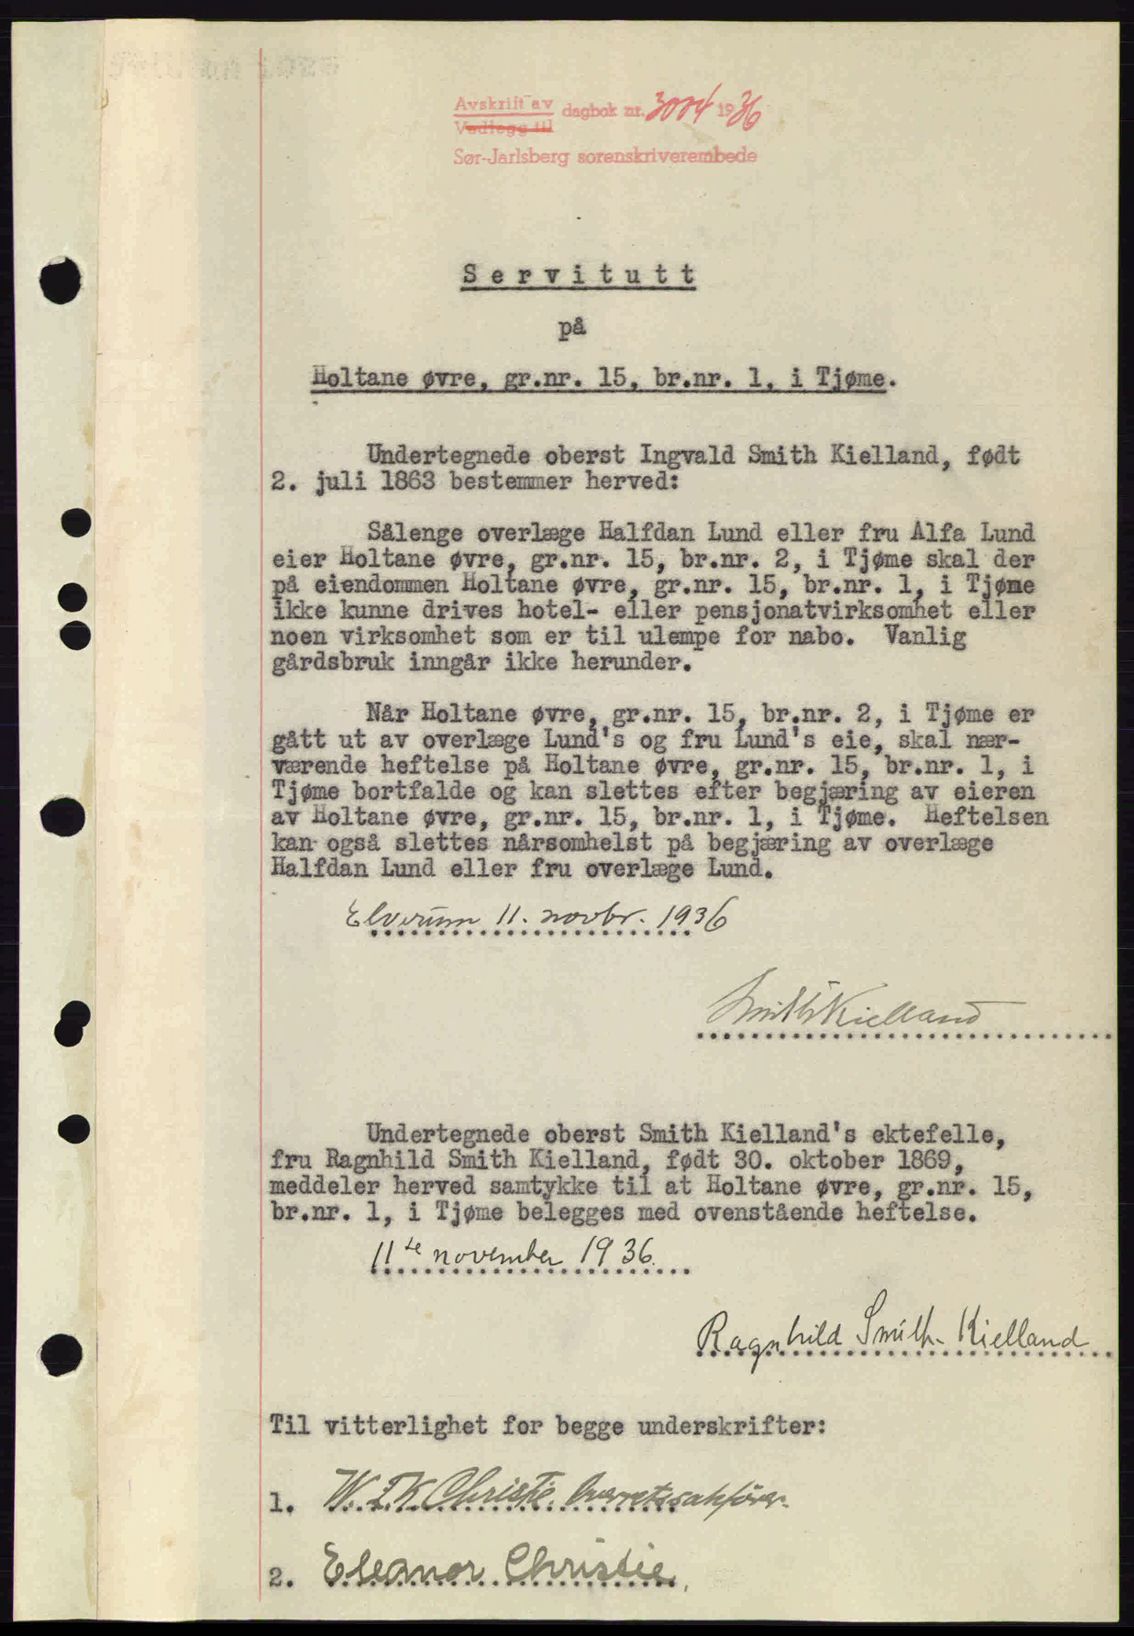 Avskrift av
Vedlegg til
dagbok nr. 3004 1936
Sør-Jarlsberg sorenskriverembede
Servitutt
på
Holtane øvre, gr.nr. 15, br.nr. 1, i Tjøme.
Undertegnede oberst Ingvald Smith Kielland, født
2. juli 1863 bestemmer herved:
Sålenge overlæge Halfdan Lund eller fru Alfa Lund
eier Holtane øvre, gr.nr. 15, br.nr. 2, i Tjøme skal der
på eiendommen Holtane øvre, gr.nr. 15, br.nr. 1, i Tjøme
ikke kunne drives hotel- eller pensjonatvirksomhet eller
noen virksomhet som er til ulempe for nabo. Vanlig
gårdsbruk inngår ikke herunder.
Når Holtane øvre, gr.nr. 15, br.nr. 2, i Tjøme er
gått ut av overlæge Lund's og fru Lund's eie, skal nær-
værende heftelse på Holtane øvre, gr.nr. 15, br.nr. 1, i
Tjøme bortfalde og kan slettes efter begjæring av eieren
av Holtane øvre, gr.nr. 15, br.nr. 1, i Tjøme. Heftelsen
kan også slettes nårsomhelst på begjæring av overlæge
Halfdan Lund eller fru overlæge Lund.
Elverum 11. novbr. 1936
Smith Kielland
Undertegnede oberst Smith Kielland's ektefelle,
fru Ragnhild Smith Kielland, født 30. oktober 1869,
meddeler herved samtykke til at Holtane øvre, gr.nr. 15,
br.nr. 1, i Tjøme belegges med ovenstående heftelse.
11te november 1936.
Ragnhild Smith-Kielland
Til vitterlighet for begge underskrifter:
1. W.F.K. Christie. Overretssakfører.
2. Eleanor Christie.